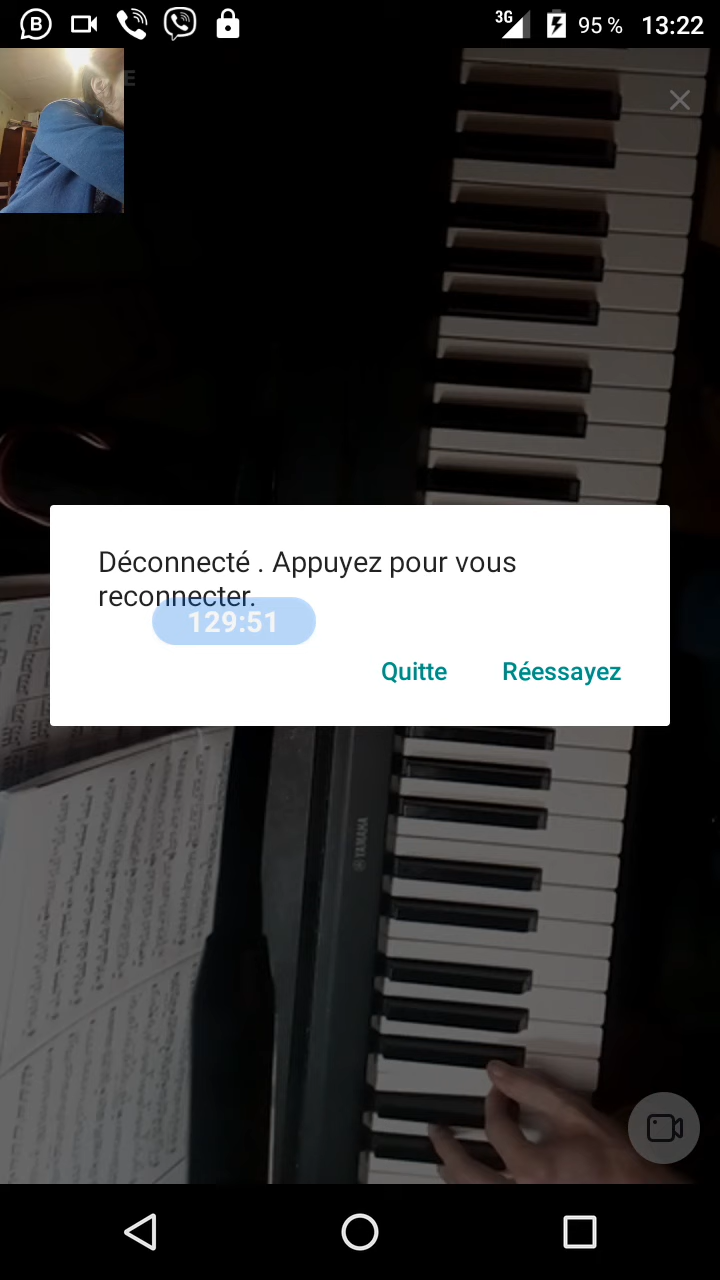 3G 95 % 13:22
E
Déconnecté . Appuyez pour vous
reconnecter.
129:51
Quitte Réessayez
YAMAHA